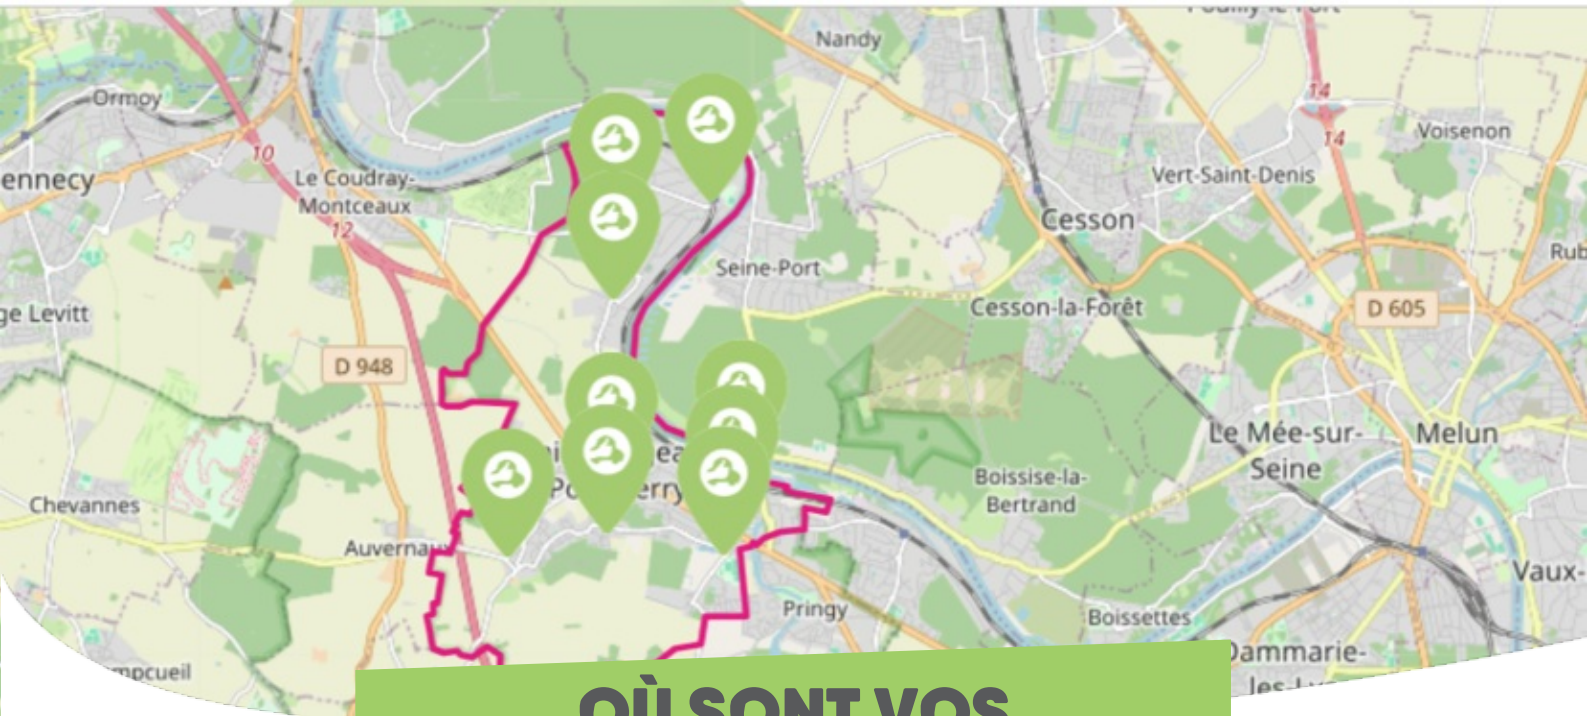 Nandy
Ormoy
14
14
Voisenon
10
ennecy
Le Coudray-
Montceaux
Vert-Saint-Denis
12
Cesson
Seine-Port
Rub
ge Levitt
Cesson-la-Forêt
D 605
D 948
Le Mée-sur-
Seine
Melun
Boissise-la-
Bertrand
Chevannes
Auvernaux
Vaux-
Pringy
Boissettes
mpcueil
Dammarie-
OÙ SONT VOS